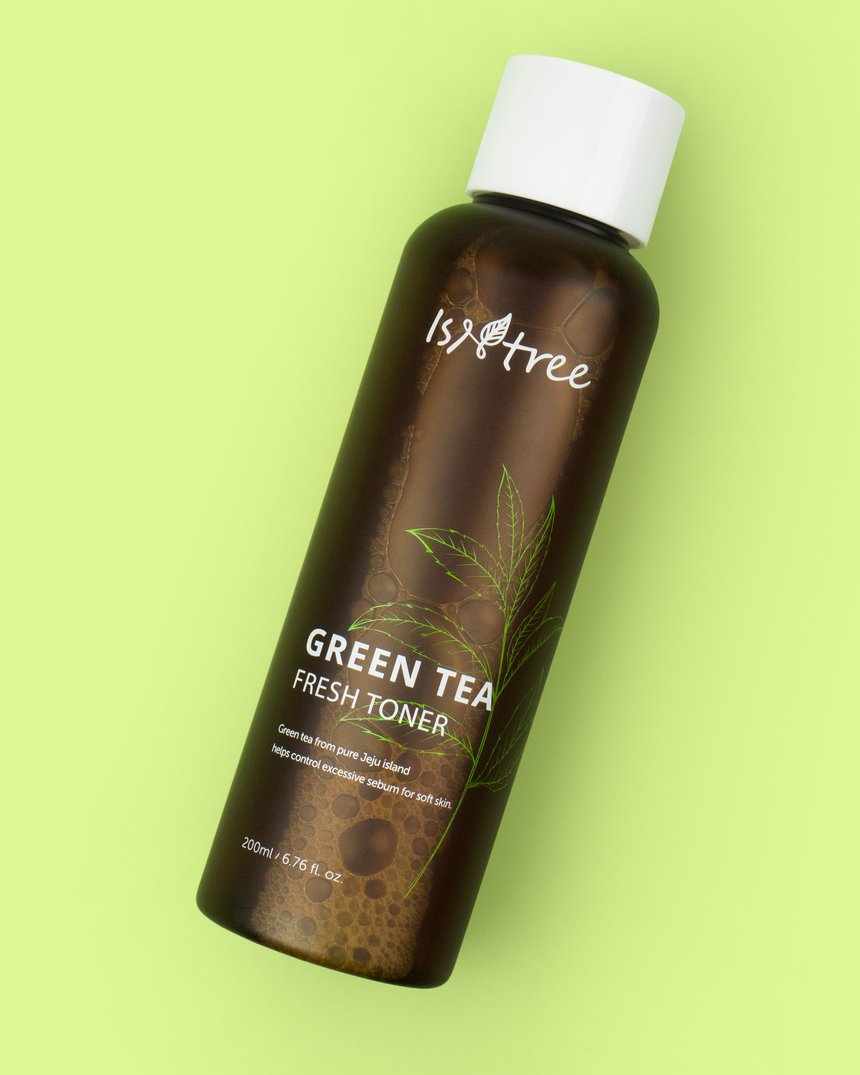 IsNtree
GREEN TEA
FRESH TONER
Green tea from pure Jeju island
helps control excessive sebum for soft skin.
200ml / 6.76 fl. oz.